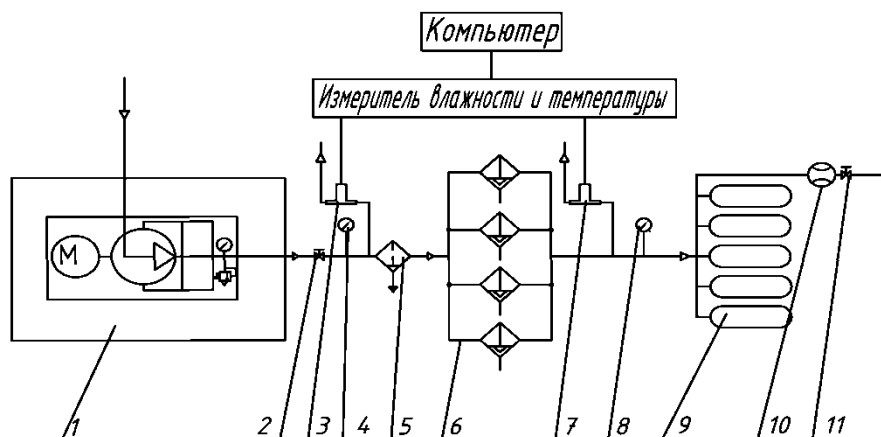 Компьютер
Измеритель влажности и температуры
М
1 2 3 4 5 6 7 8 9 10 11